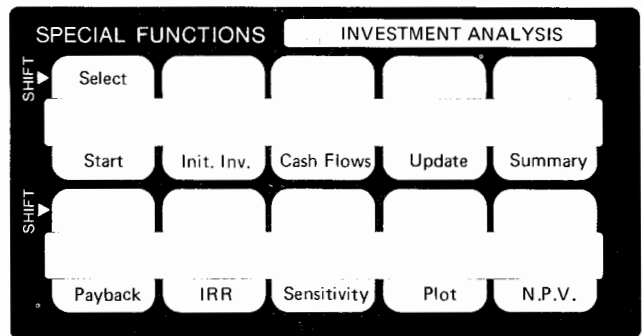 SPECIAL FUNCTIONS INVESTMENT ANALYSIS
SHIFT Select
Start Init. Inv. Cash Flows Update Summary
SHIFT
Payback IRR Sensitivity Plot N.P.V.